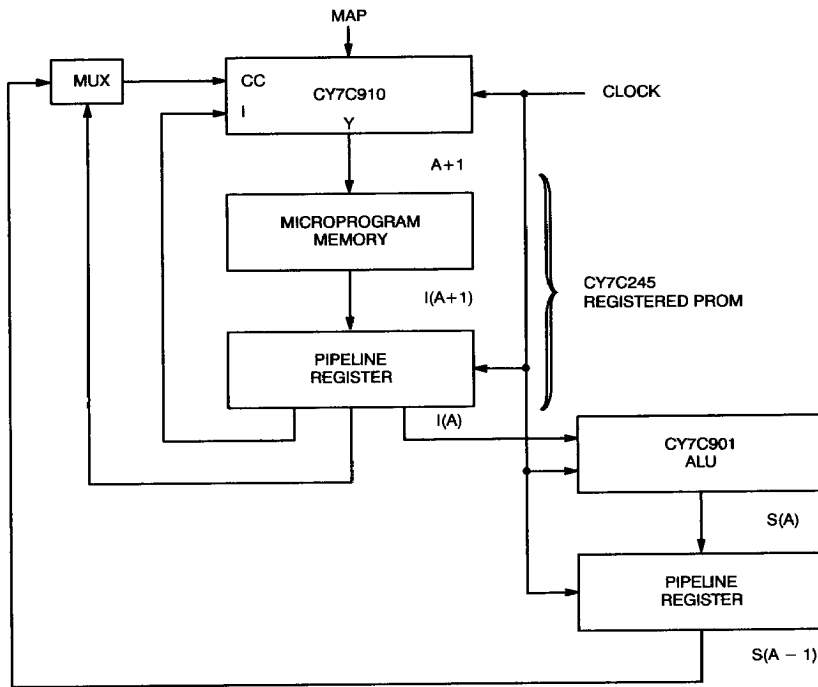 MAP
MUX
CC
CY7C910
I
Y
CLOCK
A+1
MICROPROGRAM
MEMORY
CY7C245
REGISTERED PROM
I(A+1)
PIPELINE
REGISTER
I(A)
CY7C901
ALU
S(A)
PIPELINE
REGISTER
S(A − 1)